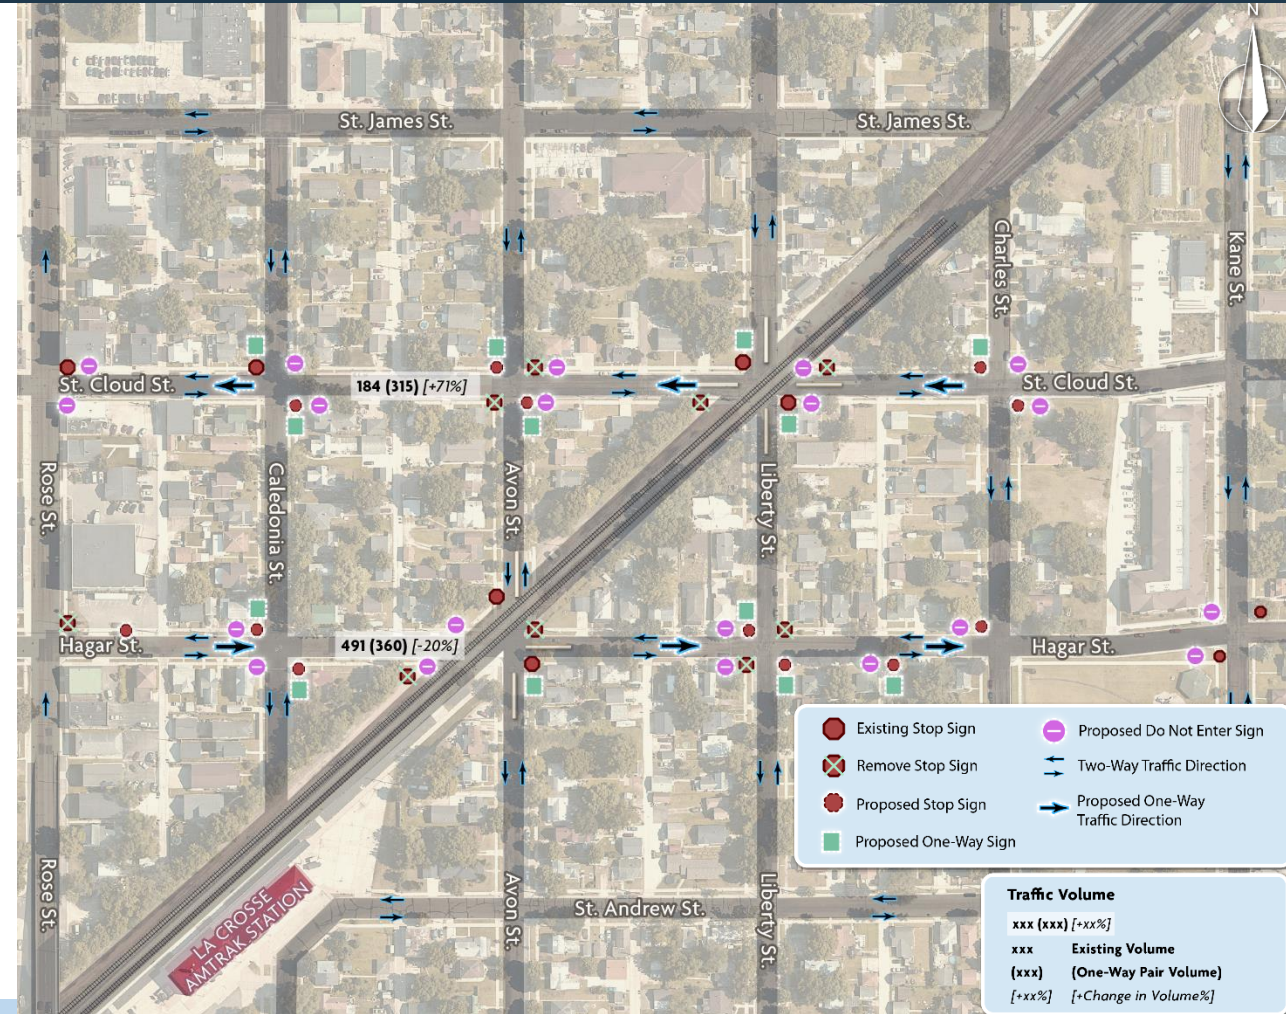 N
St. James St.
St. James St.
Charles St.
Kane St.
St. Cloud St.
184 (315) [+71%]
St. Cloud St.
Rose St.
Caledonia St.
Avon St.
Liberty St.
Hagar St.
491 (360) [-20%]
Hagar St.
Existing Stop Sign
Remove Stop Sign
Proposed Stop Sign
Proposed One-Way Sign
Proposed Do Not Enter Sign
Two-Way Traffic Direction
Proposed One-Way
Traffic Direction
Rose St.
LA CROSSE
AMTRAK STATION
Avon St.
St. Andrew St.
Liberty St.
Traffic Volume
xxx (xxx) [+xx%]
xxx Existing Volume
(xxx) (One-Way Pair Volume)
[+xx%] [+Change in Volume%]